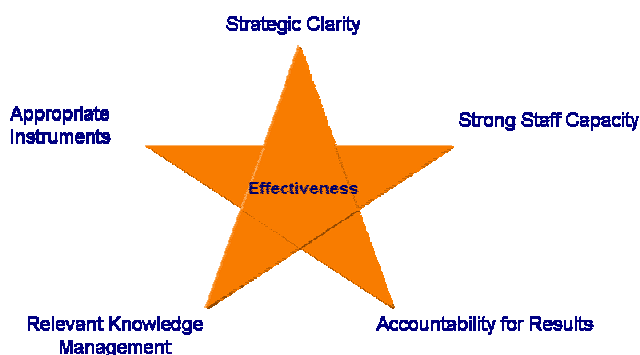 Strategic Clarity
Appropriate
Instruments
Strong Staff Capacity
Effectiveness
Relevant Knowledge
Management
Accountability for Results